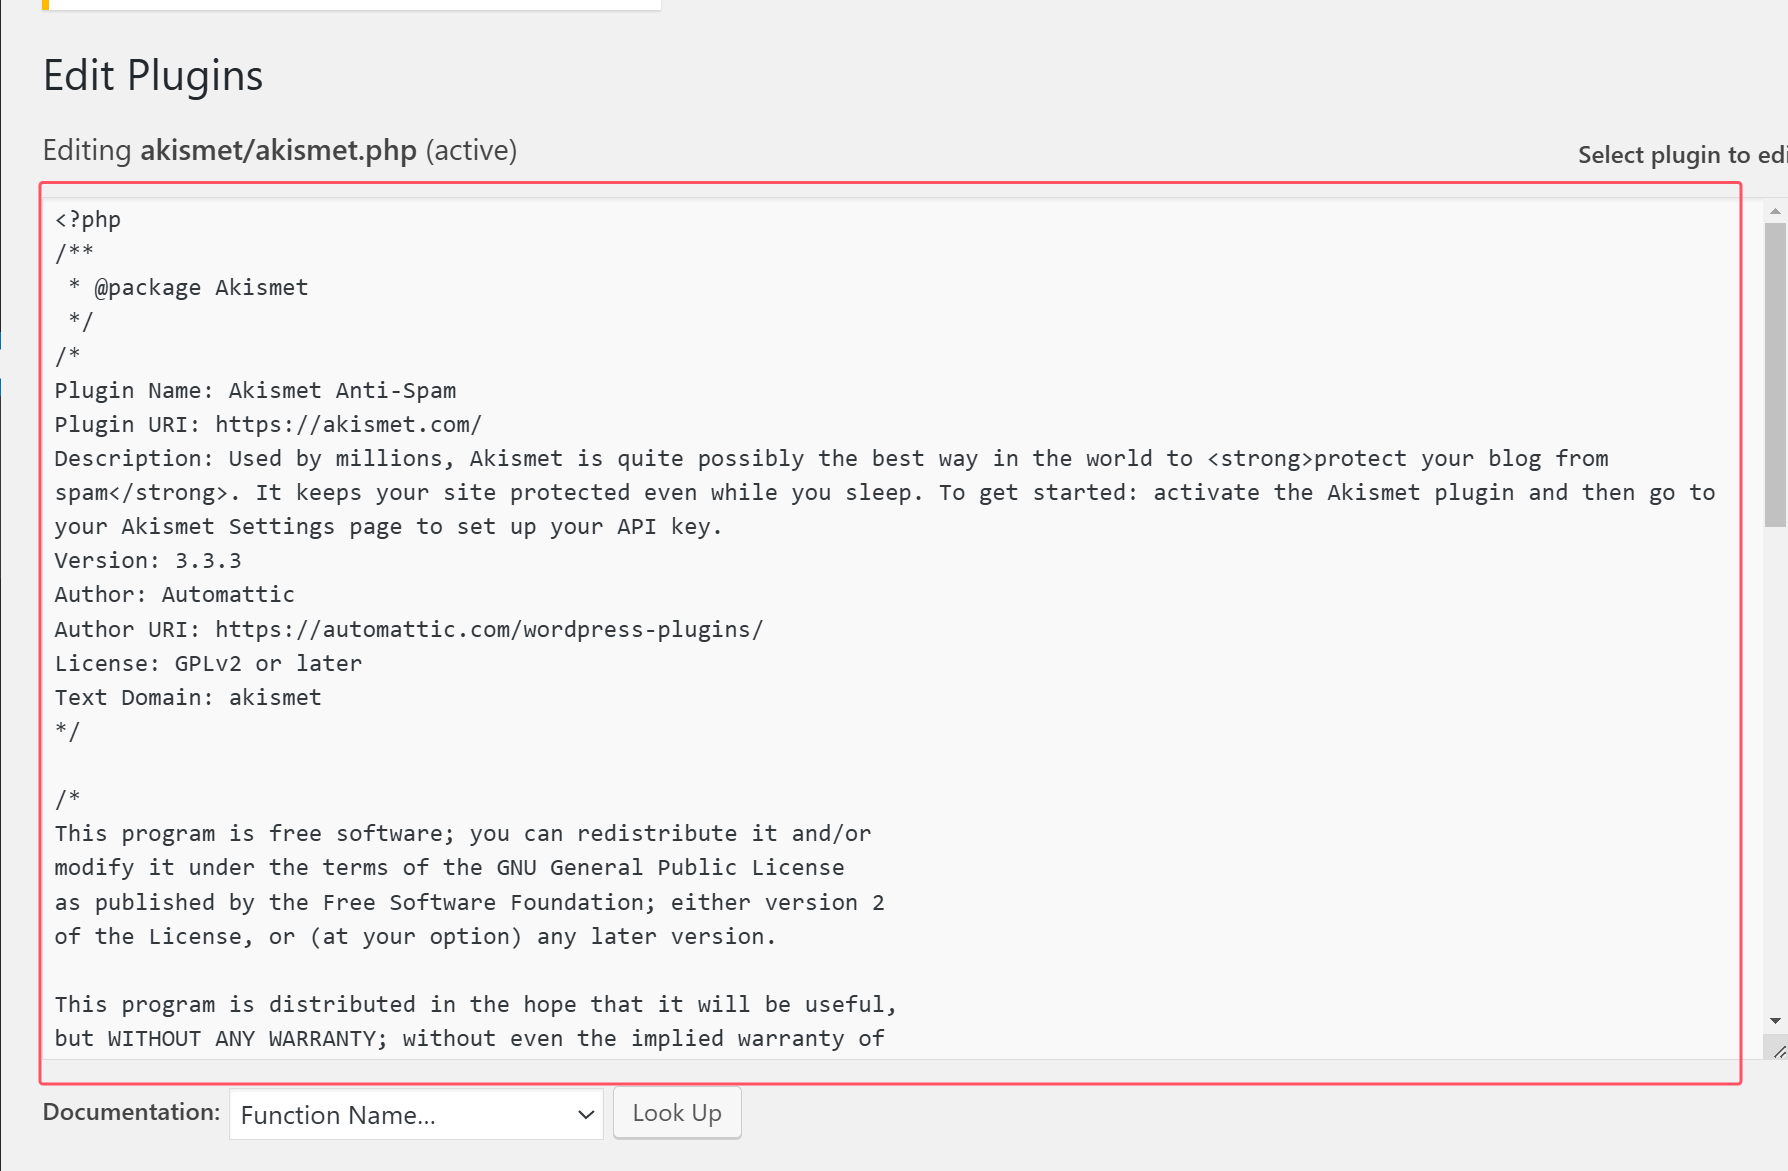 Edit Plugins
Editing akismet/akismet.php (active)
Select plugin to edi
<?php
/**
 * @package Akismet
 */
/*
Plugin Name: Akismet Anti-Spam
Plugin URI: https://akismet.com/
Description: Used by millions, Akismet is quite possibly the best way in the world to <strong>protect your blog from
spam</strong>. It keeps your site protected even while you sleep. To get started: activate the Akismet plugin and then go to
your Akismet Settings page to set up your API key.
Version: 3.3.3
Author: Automattic
Author URI: https://automattic.com/wordpress-plugins/
License: GPLv2 or later
Text Domain: akismet
*/
/*
This program is free software; you can redistribute it and/or
modify it under the terms of the GNU General Public License
as published by the Free Software Foundation; either version 2
of the License, or (at your option) any later version.
This program is distributed in the hope that it will be useful,
but WITHOUT ANY WARRANTY; without even the implied warranty of
Documentation: Function Name... Look Up